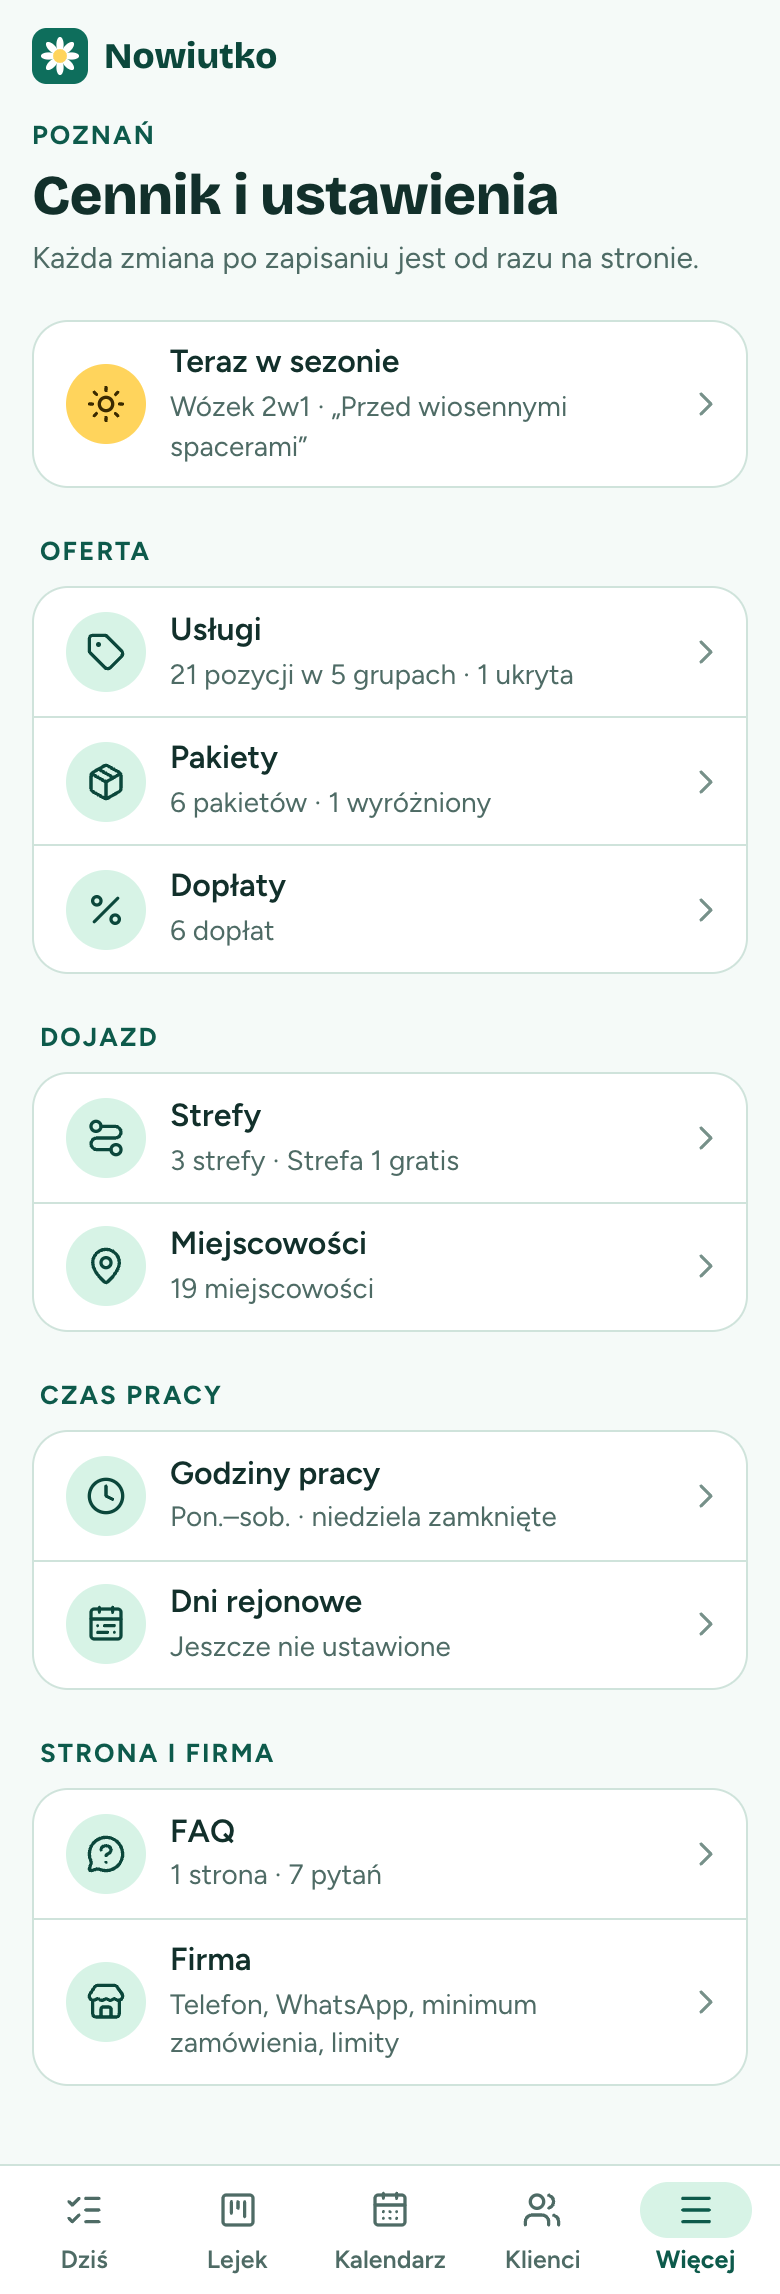 Nowiutko
POZNAŃ
Cennik i ustawienia
Każda zmiana po zapisaniu jest od razu na stronie.
Teraz w sezonie
Wózek 2w1 · „Przed wiosennymi
spacerami”
OFERTA
Usługi
21 pozycji w 5 grupach · 1 ukryta
Pakiety
6 pakietów · 1 wyróżniony
Dopłaty
6 dopłat
DOJAZD
Strefy
3 strefy · Strefa 1 gratis
Miejscowości
19 miejscowości
CZAS PRACY
Godziny pracy
Pon.–sob. · niedziela zamknięte
Dni rejonowe
Jeszcze nie ustawione
STRONA I FIRMA
FAQ
1 strona · 7 pytań
Firma
Telefon, WhatsApp, minimum
zamówienia, limity
Dziś
Lejek
Kalendarz
Klienci
Więcej